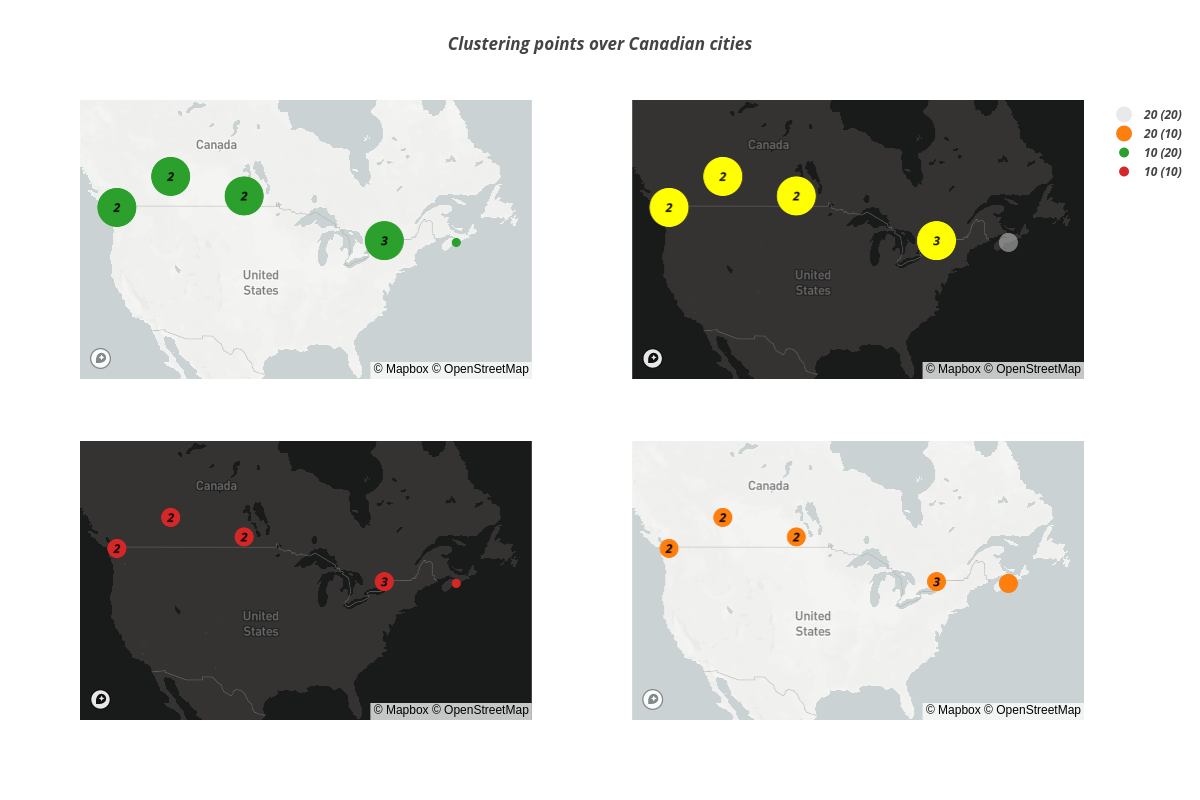 Clustering points over Canadian cities
Canada
2
2
2
3
United
States
© Mapbox © OpenStreetMap
Canada
2
2
2
3
United
States
© Mapbox © OpenStreetMap
20 (20)
20 (10)
10 (20)
10 (10)
Canada
2
2
2
3
United
States
© Mapbox © OpenStreetMap
Canada
2
2
2
3
United
States
© Mapbox © OpenStreetMap